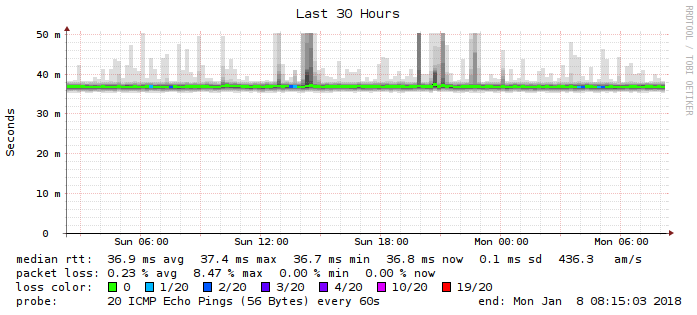 Last 30 Hours
RRDTOOL / TOBI OETIKER
Seconds
50 m
40 m
30 m
20 m
10 m
0
Sun 06:00 Sun 12:00 Sun 18:00 Mon 00:00 Mon 06:00
median rtt: 36.9 ms avg 37.4 ms max 36.7 ms min 36.8 ms now 0.1 ms sd 436.3 am/s
packet loss: 0.23 % avg 8.47 % max 0.00 % min 0.00 % now
loss color: 0 1/20 2/20 3/20 4/20 10/20 19/20
probe: 20 ICMP Echo Pings (56 Bytes) every 60s end: Mon Jan 8 08:15:03 2018